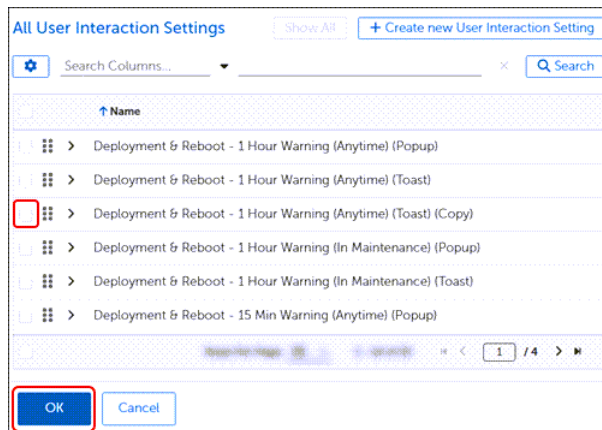 All User Interaction Settings Show All + Create new User Interaction Setting
Search Columns... Search
Name
Deployment & Reboot - 1 Hour Warning (Anytime) (Popup)
Deployment & Reboot - 1 Hour Warning (Anytime) (Toast)
Deployment & Reboot - 1 Hour Warning (Anytime) (Toast) (Copy)
Deployment & Reboot - 1 Hour Warning (In Maintenance) (Popup)
Deployment & Reboot - 1 Hour Warning (In Maintenance) (Toast)
Deployment & Reboot - 15 Min Warning (Anytime) (Popup)
1 / 4
OK Cancel